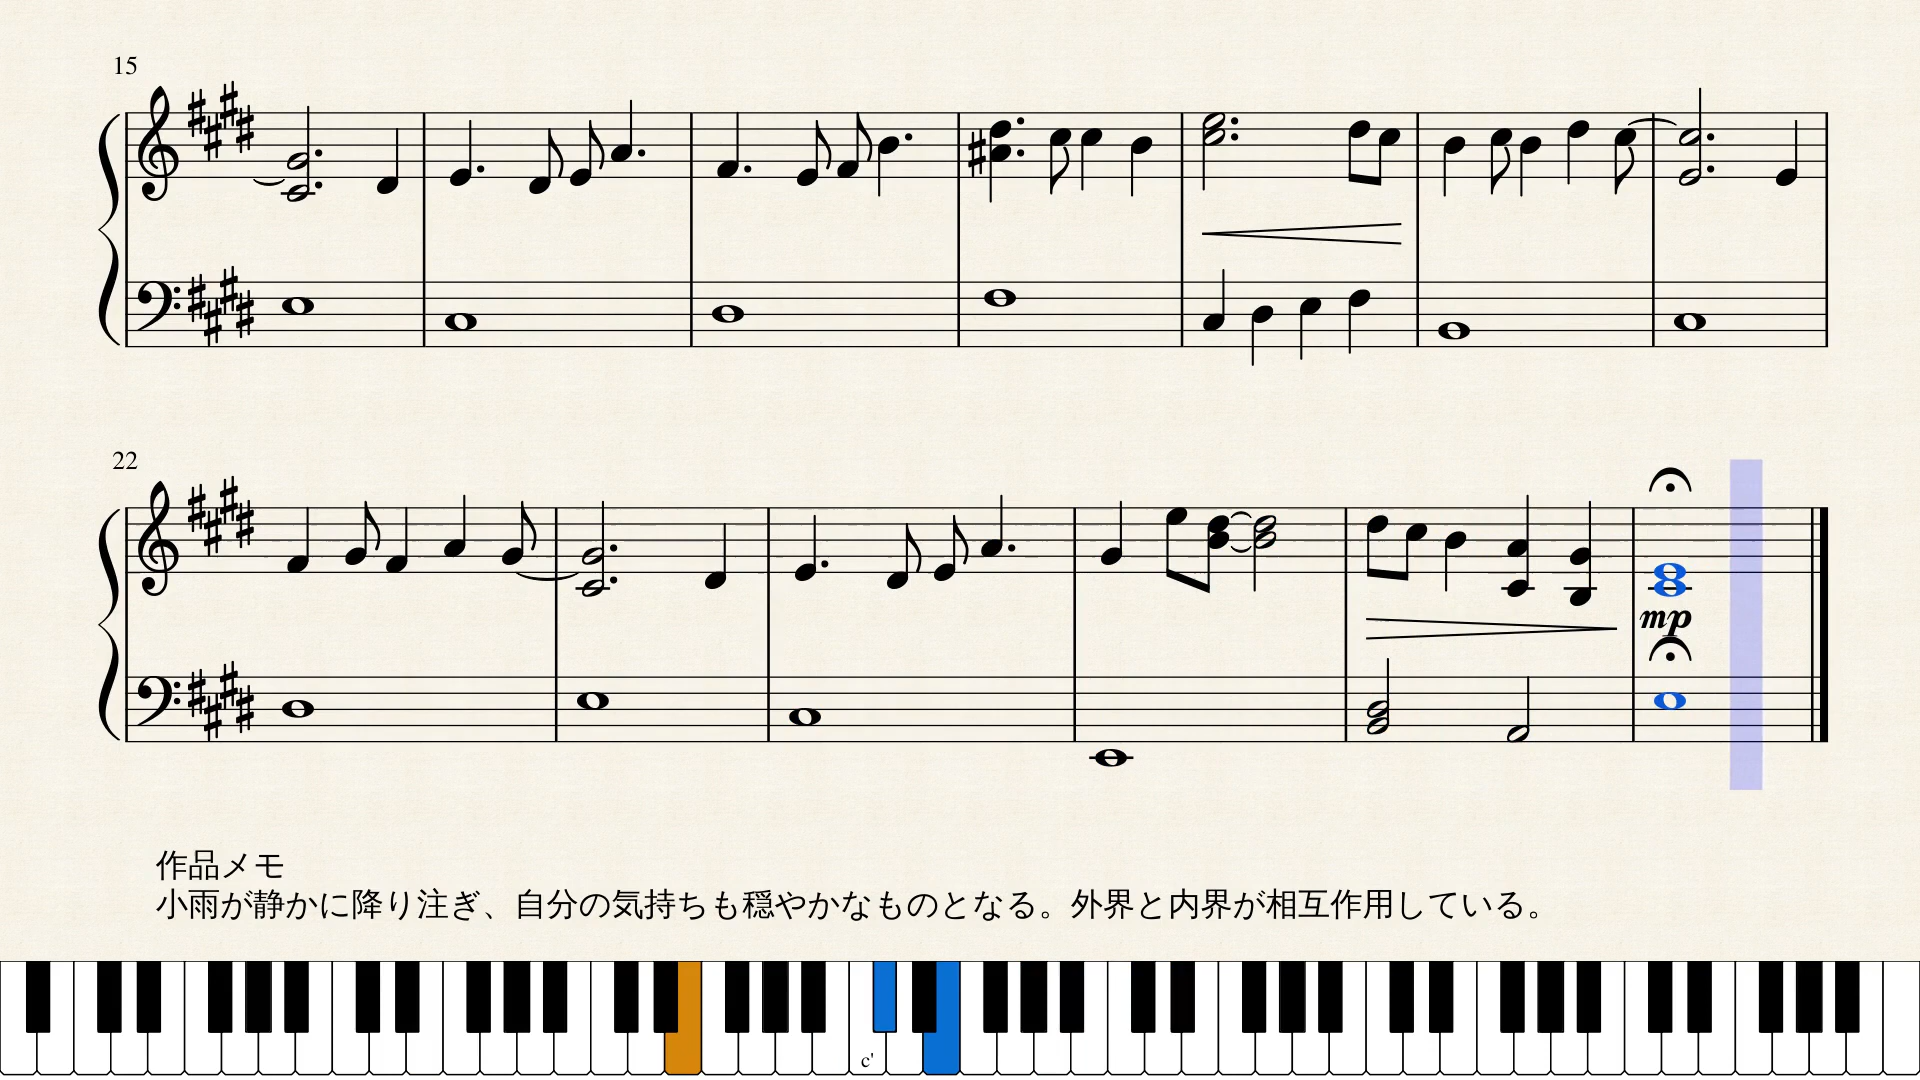 15
22
mp
作品メモ
小雨が静かに降り注ぎ、自分の気持ちも穏やかなものとなる。外界と内界が相互作用している。
c'